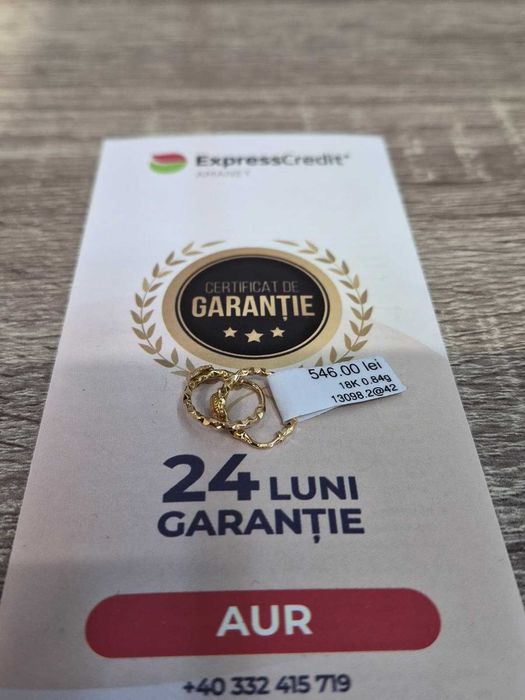 ExpressCredit
AMANET
CERTIFICAT DE
GARANȚIE
546.00 lei
18K 0.84g
13098.2@42
24 LUNI
GARANȚIE
AUR
+40 332 415 719